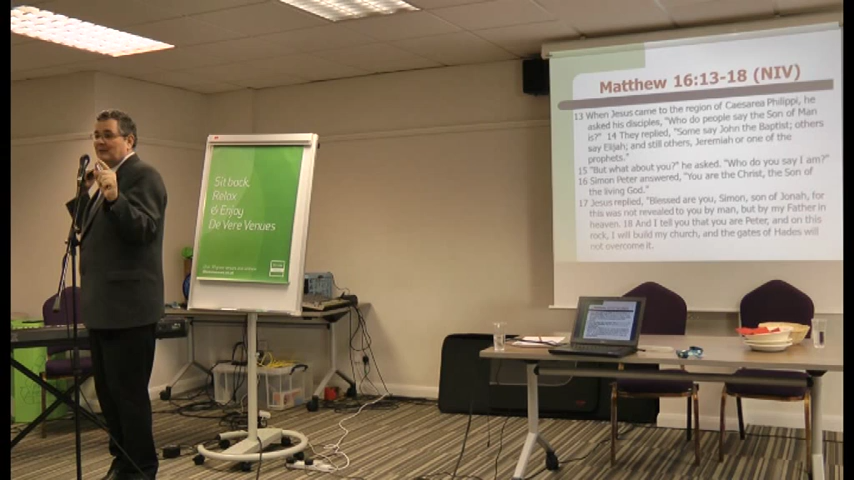 Sit back,
Relax
& Enjoy
De Vere Venues
Matthew 16:13-18 (NIV)
13 When Jesus came to the region of Caesarea Philippi, he
asked his disciples, "Who do people say the Son of Man
is?" 14 They replied, "Some say John the Baptist; others
say Elijah; and still others, Jeremiah or one of the
prophets."
15 "But what about you?" he asked. "Who do you say I am?"
16 Simon Peter answered, "You are the Christ, the Son of
the living God."
17 Jesus replied, "Blessed are you, Simon, son of Jonah, for
this was not revealed to you by man, but by my Father in
heaven. 18 And I tell you that you are Peter, and on this
rock, I will build my church, and the gates of Hades will
not overcome it.